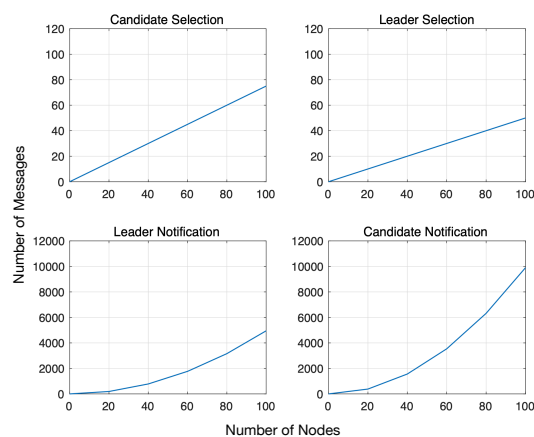 Candidate Selection
Leader Selection
120
100
80
60
40
20
0
0 20 40 60 80 100
120
100
80
60
40
20
0
0 20 40 60 80 100
Number of Messages
Leader Notification
Candidate Notification
12000
10000
8000
6000
4000
2000
0
0 20 40 60 80 100
12000
10000
8000
6000
4000
2000
0
0 20 40 60 80 100
Number of Nodes